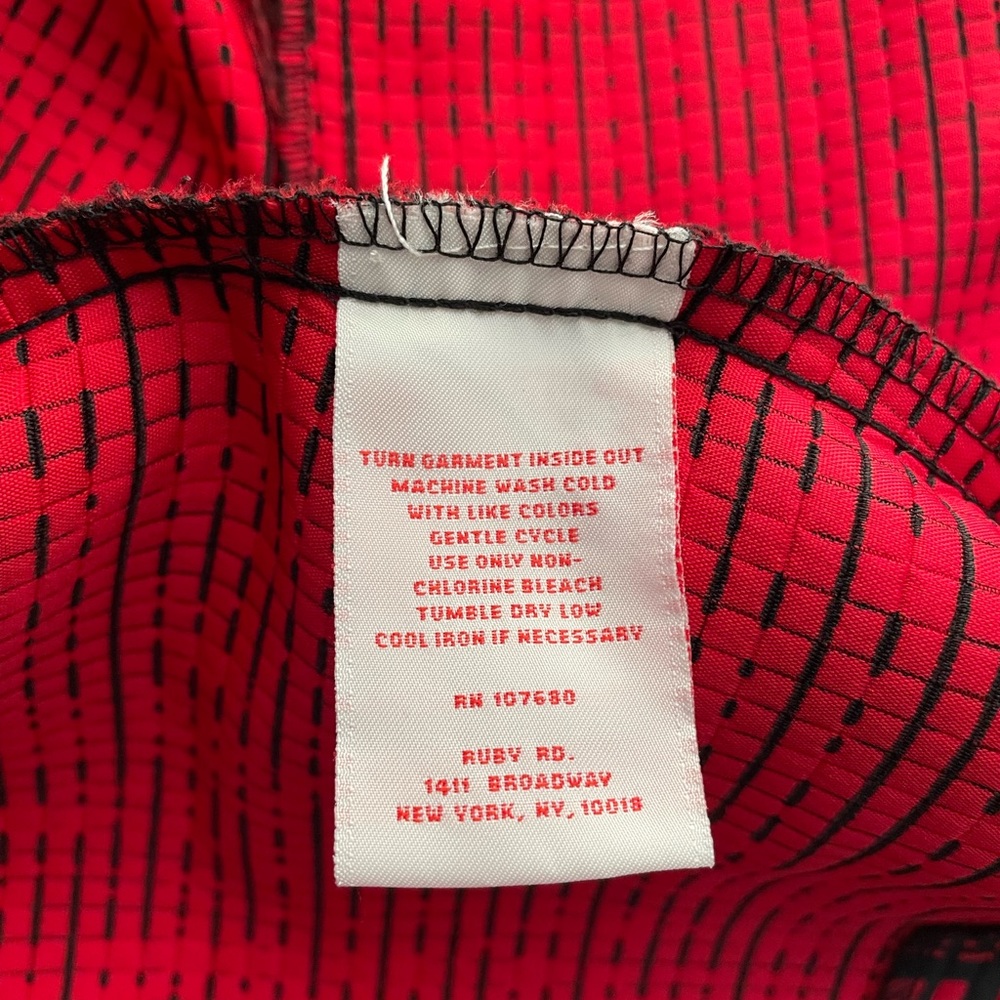 TURN GARMENT INSIDE OUT
MACHINE WASH COLD
WITH LIKE COLORS
GENTLE CYCLE
USE ONLY NON-
CHLORINE BLEACH
TUMBLE DRY LOW
COOL IRON IF NECESSARY
RN 107680
RUBY RD.
1411 BROADWAY
NEW YORK, NY, 10018